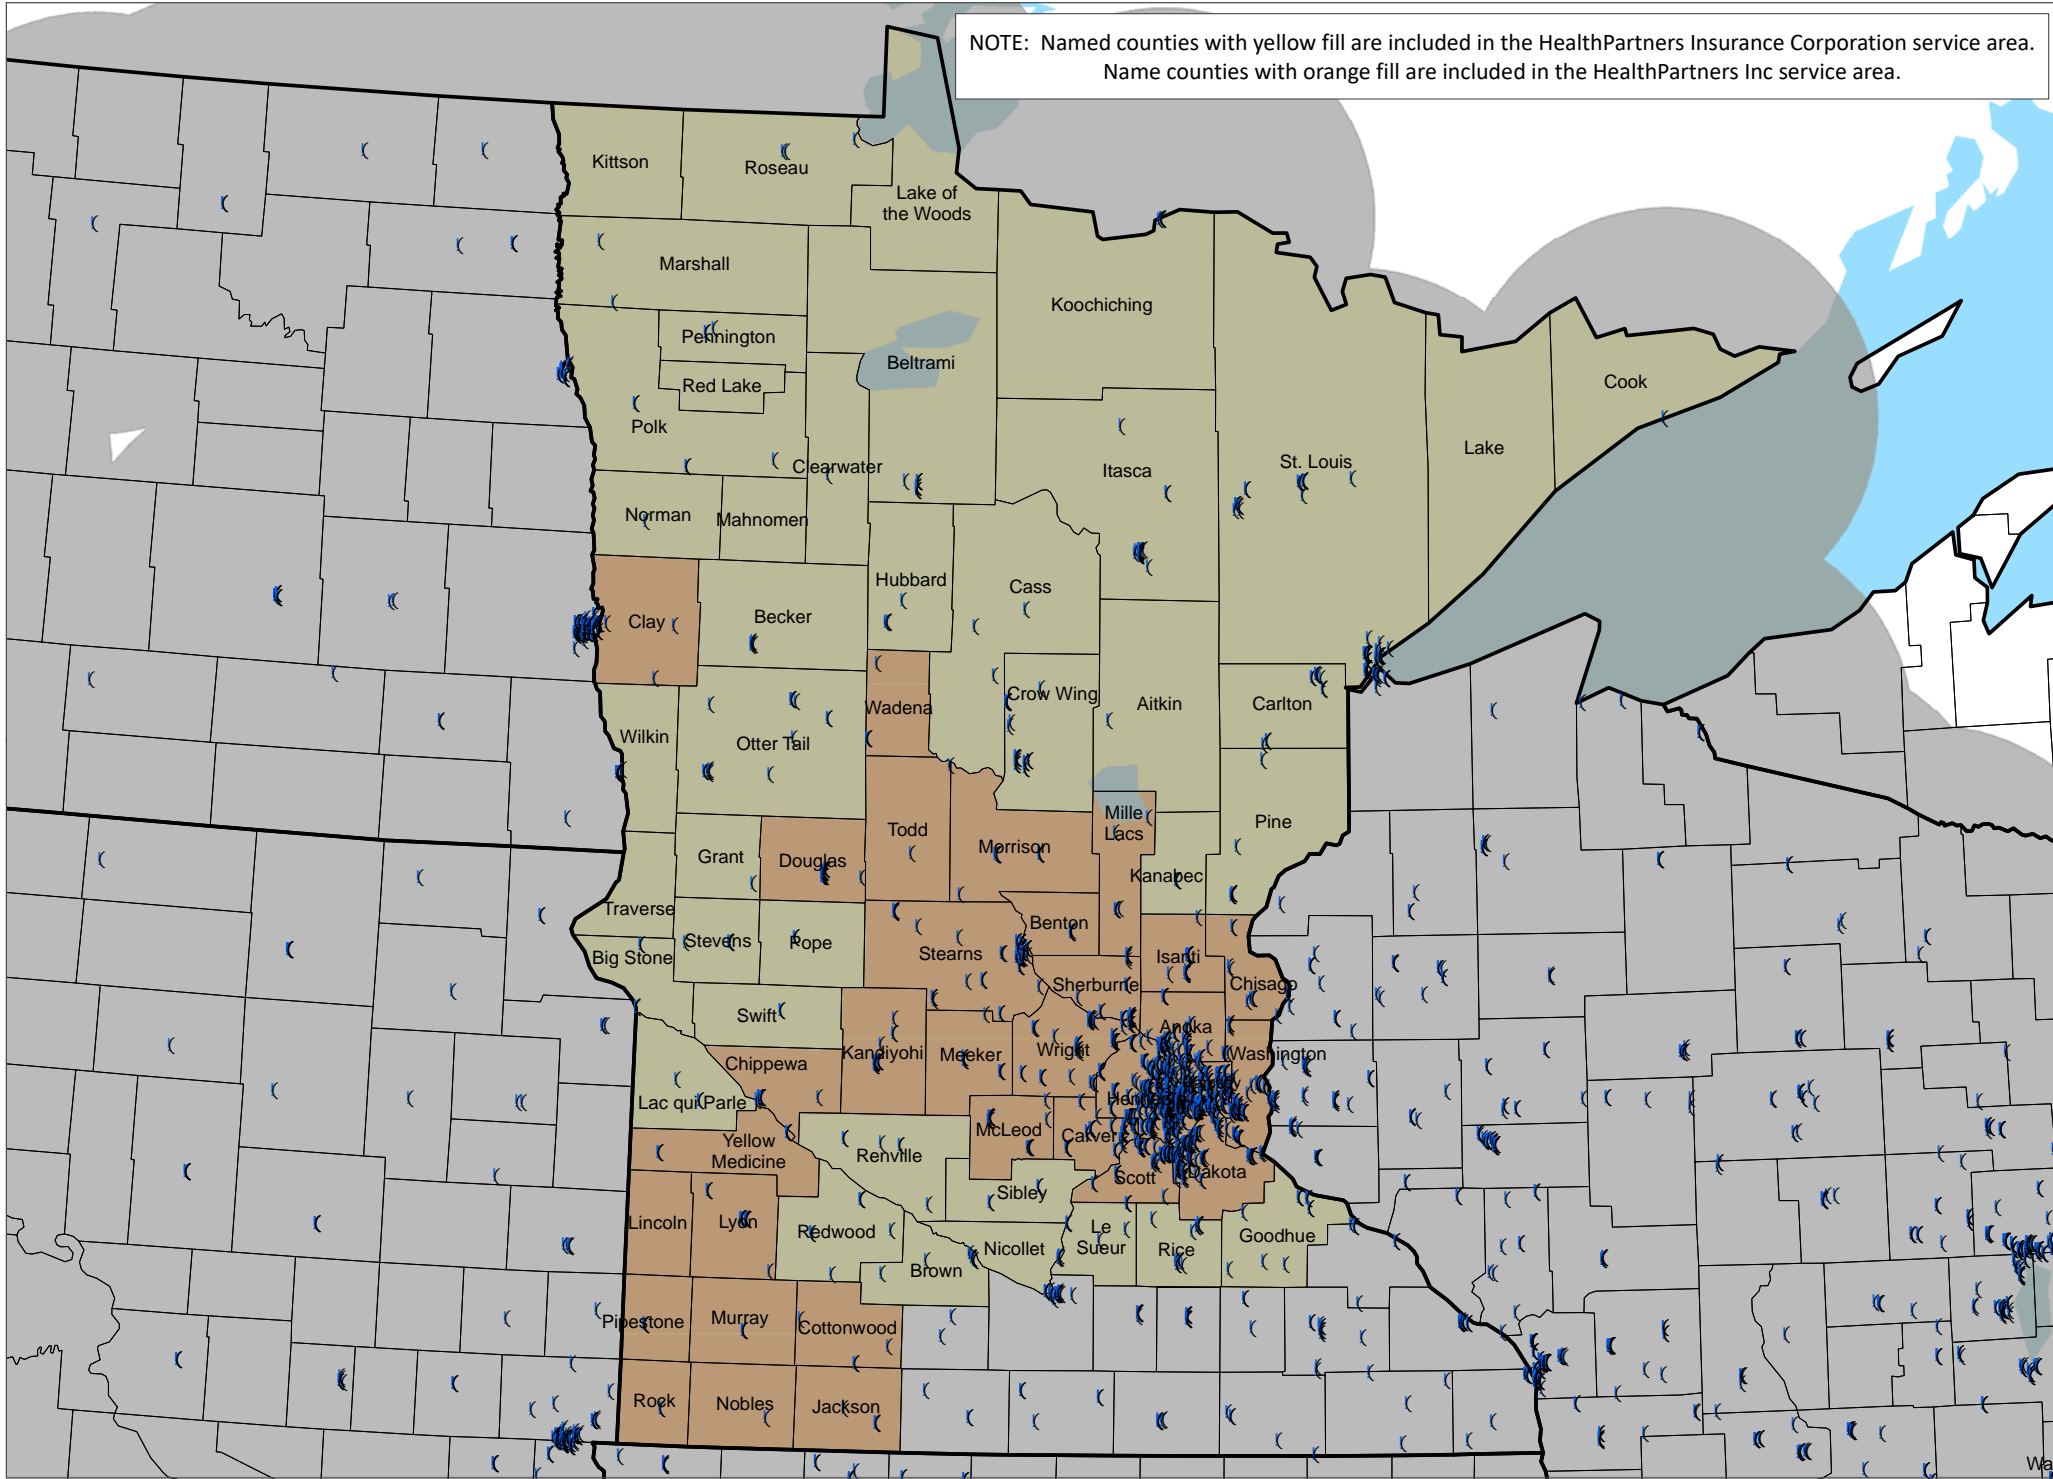 NOTE: Named counties with yellow fill are included in the HealthPartners Insurance Corporation service area.
Name counties with orange fill are included in the HealthPartners Inc service area.
Kittson
Roseau
Lake of
the Woods
Marshall
Koochiching
Pennington
Beltrami
Red Lake
Cook
Polk
Lake
Clearwater
Itasca
St. Louis
Norman
Mahnomen
Hubbard
Cass
Becker
Clay
Crow Wing
Wadena
Aitkin
Carlton
Wilkin
Otter Tail
Mille
Lacs
Pine
Todd
Morrison
Grant
Douglas
Kanabec
Traverse
Stevens
Pope
Benton
Big Stone
Stearns
Isanti
Sherburne
Chisago
Swift
Anoka
Kandiyohi
Meeker
Wright
Washington
Chippewa
Lac qui Parle
McLeod
Carver
Yellow
Medicine
Renville
Scott
Dakota
Sibley
Lincoln
Lyon
Redwood
Le
Sueur
Rice
Goodhue
Nicollet
Brown
Pipestone
Murray
Cottonwood
Rock
Nobles
Jackson
Wa